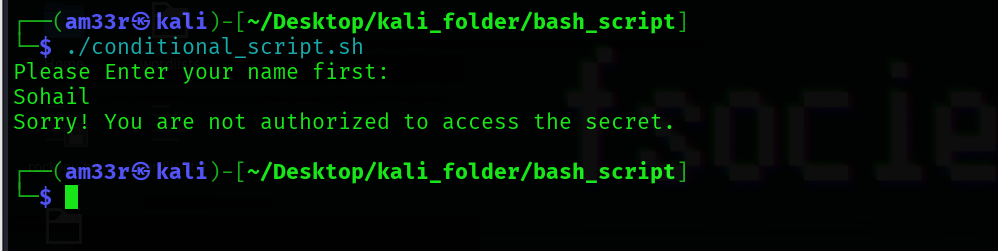 ┌──(am33r㉿kali)-[~/Desktop/kali_folder/bash_script]
└─$ ./conditional_script.sh
Please Enter your name first:
Sohail
Sorry! You are not authorized to access the secret.
┌──(am33r㉿kali)-[~/Desktop/kali_folder/bash_script]
└─$
fsocie